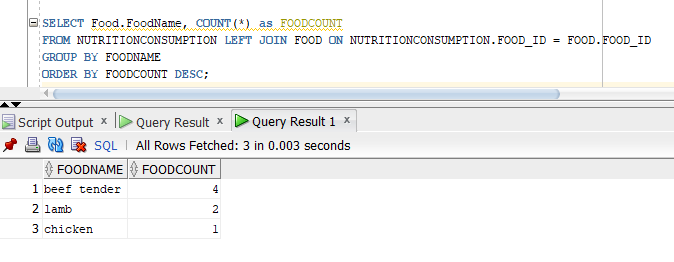 SELECT Food.FoodName, COUNT(*) as FOODCOUNT
FROM NUTRITIONCONSUMPTION LEFT JOIN FOOD ON NUTRITIONCONSUMPTION.FOOD_ID = FOOD.FOOD_ID
GROUP BY FOODNAME
ORDER BY FOODCOUNT DESC;
Script Output x Query Result x Query Result 1 x
SQL | All Rows Fetched: 3 in 0.003 seconds
FOODNAME FOODCOUNT
1 beef tender 4
2 lamb 2
3 chicken 1